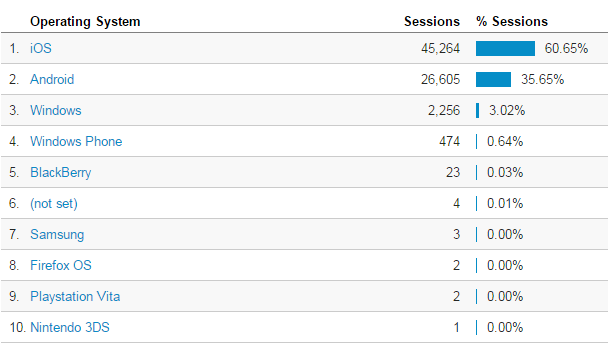 Operating System Sessions % Sessions
1. iOS 45,264 60.65%
2. Android 26,605 35.65%
3. Windows 2,256 3.02%
4. Windows Phone 474 0.64%
5. BlackBerry 23 0.03%
6. (not set) 4 0.01%
7. Samsung 3 0.00%
8. Firefox OS 2 0.00%
9. Playstation Vita 2 0.00%
10. Nintendo 3DS 1 0.00%